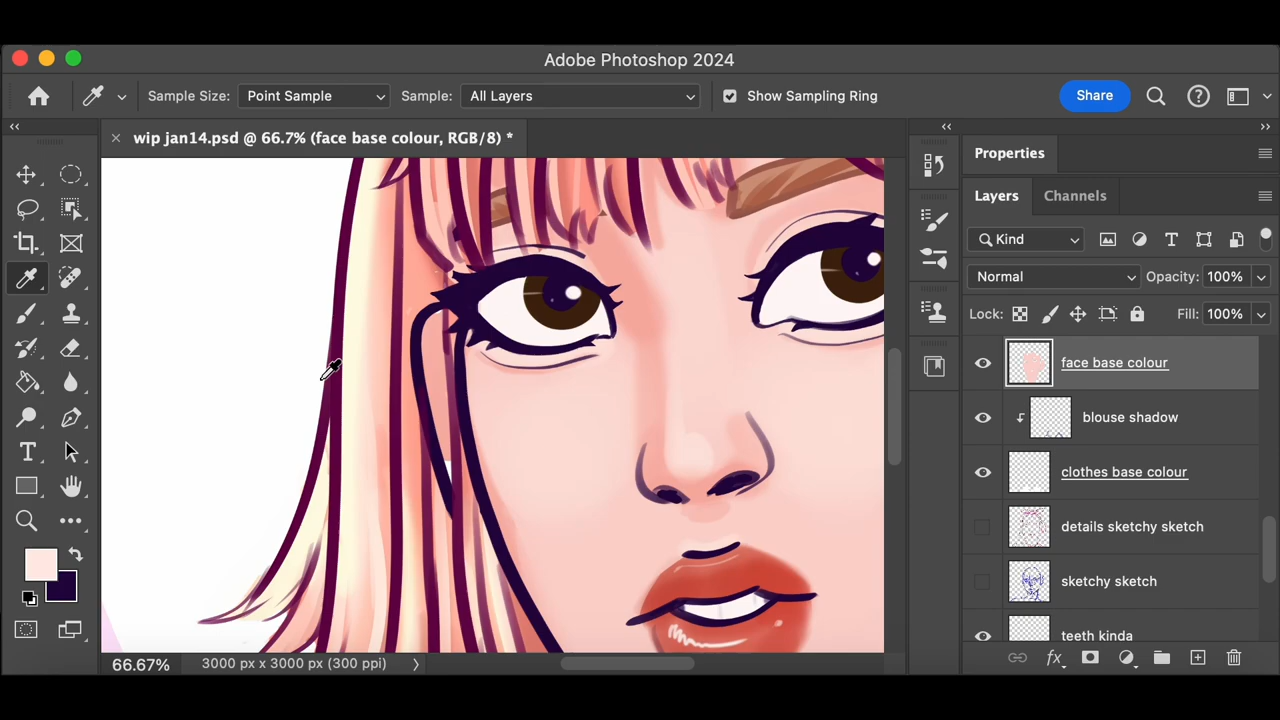 Adobe Photoshop 2024
Sample Size: Point Sample Sample: All Layers Show Sampling Ring Share
wip jan14.psd @ 66.7% (face base colour, RGB/8) *
Properties
Layers Channels
Kind
Normal Opacity: 100%
Lock: Fill: 100%
face base colour
blouse shadow
clothes base colour
details sketchy sketch
sketchy sketch
teeth kinda
66.67% 3000 px x 3000 px (300 ppi)